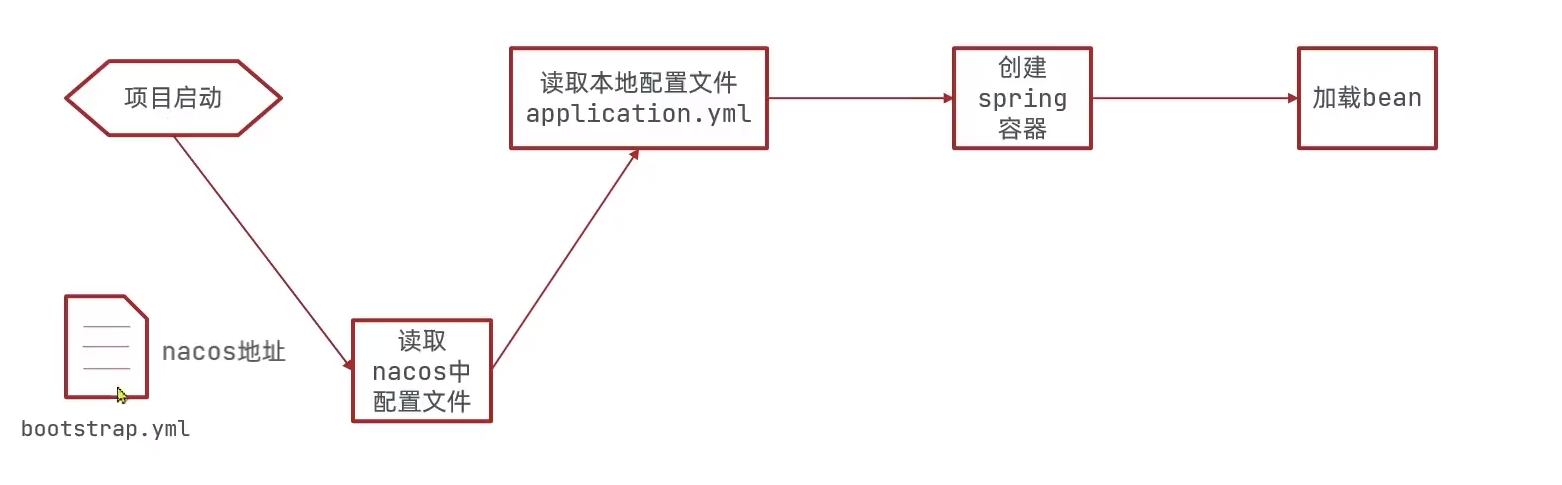 项目启动
读取本地配置文件
application.yml
创建
spring
容器
加载bean
nacos地址
bootstrap.yml
读取
nacos中
配置文件